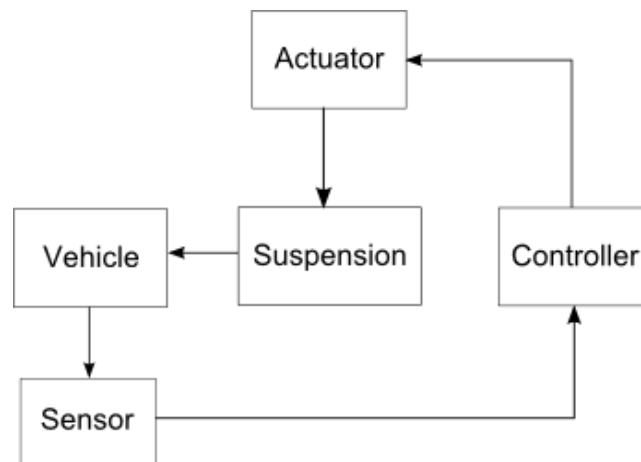 Actuator
Vehicle
Suspension
Controller
Sensor